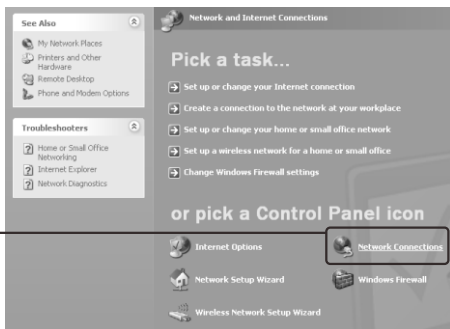 See Also
My Network Places
Printers and Other
Hardware
Remote Desktop
Phone and Modem Options
Troubleshooters
Home or Small Office
Networking
Internet Explorer
Network Diagnostics
Network and Internet Connections
Pick a task...
Set up or change your Internet connection
Create a connection to the network at your workplace
Set up or change your home or small office network
Set up a wireless network for a home or small office
Change Windows Firewall settings
or pick a Control Panel icon
Internet Options
Network Connections
Network Setup Wizard
Windows Firewall
Wireless Network Setup Wizard